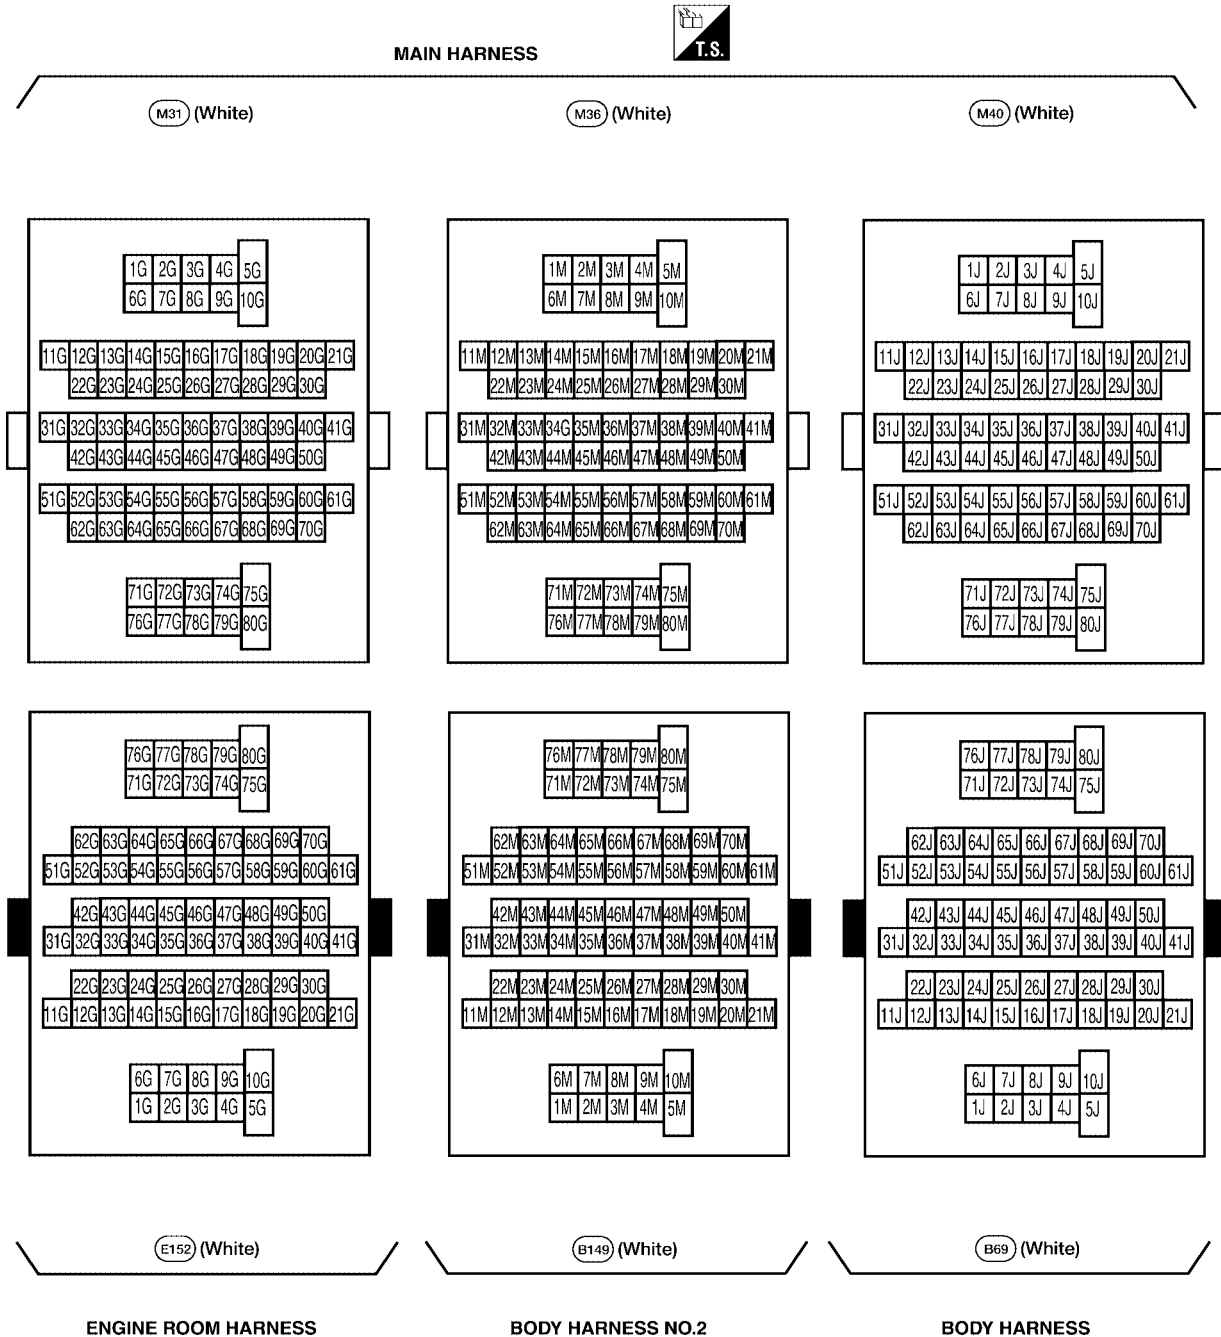 T.S.
MAIN HARNESS
M31 (White) M36 (White) M40 (White)
1G 2G 3G 4G 5G 1M 2M 3M 4M 5M 1J 2J 3J 4J 5J
6G 7G 8G 9G 10G 6M 7M 8M 9M 10M 6J 7J 8J 9J 10J
11G 12G 13G 14G 15G 16G 17G 18G 19G 20G 21G 11M 12M 13M 14M 15M 16M 17M 18M 19M 20M 21M 11J 12J 13J 14J 15J 16J 17J 18J 19J 20J 21J
22G 23G 24G 25G 26G 27G 28G 29G 30G 22M 23M 24M 25M 26M 27M 28M 29M 30M 22J 23J 24J 25J 26J 27J 28J 29J 30J
31G 32G 33G 34G 35G 36G 37G 38G 39G 40G 41G 31M 32M 33M 34G 35M 36M 37M 38M 39M 40M 41M 31J 32J 33J 34J 35J 36J 37J 38J 39J 40J 41J
42G 43G 44G 45G 46G 47G 48G 49G 50G 42M 43M 44M 45M 46M 47M 48M 49M 50M 42J 43J 44J 45J 46J 47J 48J 49J 50J
51G 52G 53G 54G 55G 56G 57G 58G 59G 60G 61G 51M 52M 53M 54M 55M 56M 57M 58M 59M 60M 61M 51J 52J 53J 54J 55J 56J 57J 58J 59J 60J 61J
62G 63G 64G 65G 66G 67G 68G 69G 70G 62M 63M 64M 65M 66M 67M 68M 69M 70M 62J 63J 64J 65J 66J 67J 68J 69J 70J
71G 72G 73G 74G 75G 71M 72M 73M 74M 75M 71J 72J 73J 74J 75J
76G 77G 78G 79G 80G 76M 77M 78M 79M 80M 76J 77J 78J 79J 80J
76G 77G 78G 79G 80G 76M 77M 78M 79M 80M 76J 77J 78J 79J 80J
71G 72G 73G 74G 75G 71M 72M 73M 74M 75M 71J 72J 73J 74J 75J
62G 63G 64G 65G 66G 67G 68G 69G 70G 62M 63M 64M 65M 66M 67M 68M 69M 70M 62J 63J 64J 65J 66J 67J 68J 69J 70J
51G 52G 53G 54G 55G 56G 57G 58G 59G 60G 61G 51M 52M 53M 54M 55M 56M 57M 58M 59M 60M 61M 51J 52J 53J 54J 55J 56J 57J 58J 59J 60J 61J
42G 43G 44G 45G 46G 47G 48G 49G 50G 42M 43M 44M 45M 46M 47M 48M 49M 50M 42J 43J 44J 45J 46J 47J 48J 49J 50J
31G 32G 33G 34G 35G 36G 37G 38G 39G 40G 41G 31M 32M 33M 34M 35M 36M 37M 38M 39M 40M 41M 31J 32J 33J 34J 35J 36J 37J 38J 39J 40J 41J
22G 23G 24G 25G 26G 27G 28G 29G 30G 22M 23M 24M 25M 26M 27M 28M 29M 30M 22J 23J 24J 25J 26J 27J 28J 29J 30J
11G 12G 13G 14G 15G 16G 17G 18G 19G 20G 21G 11M 12M 13M 14M 15M 16M 17M 18M 19M 20M 21M 11J 12J 13J 14J 15J 16J 17J 18J 19J 20J 21J
6G 7G 8G 9G 10G 6M 7M 8M 9M 10M 6J 7J 8J 9J 10J
1G 2G 3G 4G 5G 1M 2M 3M 4M 5M 1J 2J 3J 4J 5J
E152 (White) B149 (White) B69 (White)
ENGINE ROOM HARNESS BODY HARNESS NO.2 BODY HARNESS